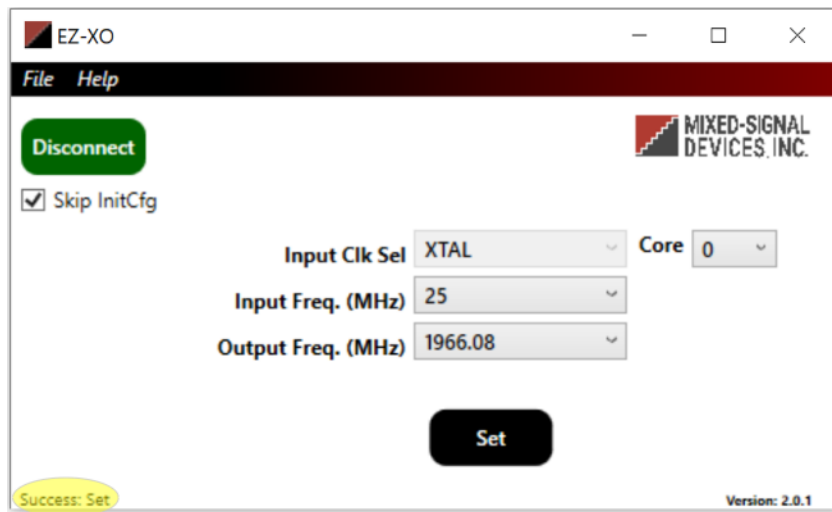 EZ-XO
File Help
Disconnect
MIXED-SIGNAL
DEVICES, INC.
Skip InitCfg
Input Clk Sel XTAL Core 0
Input Freq. (MHz) 25
Output Freq. (MHz) 1966.08
Set
Success: Set Version: 2.0.1